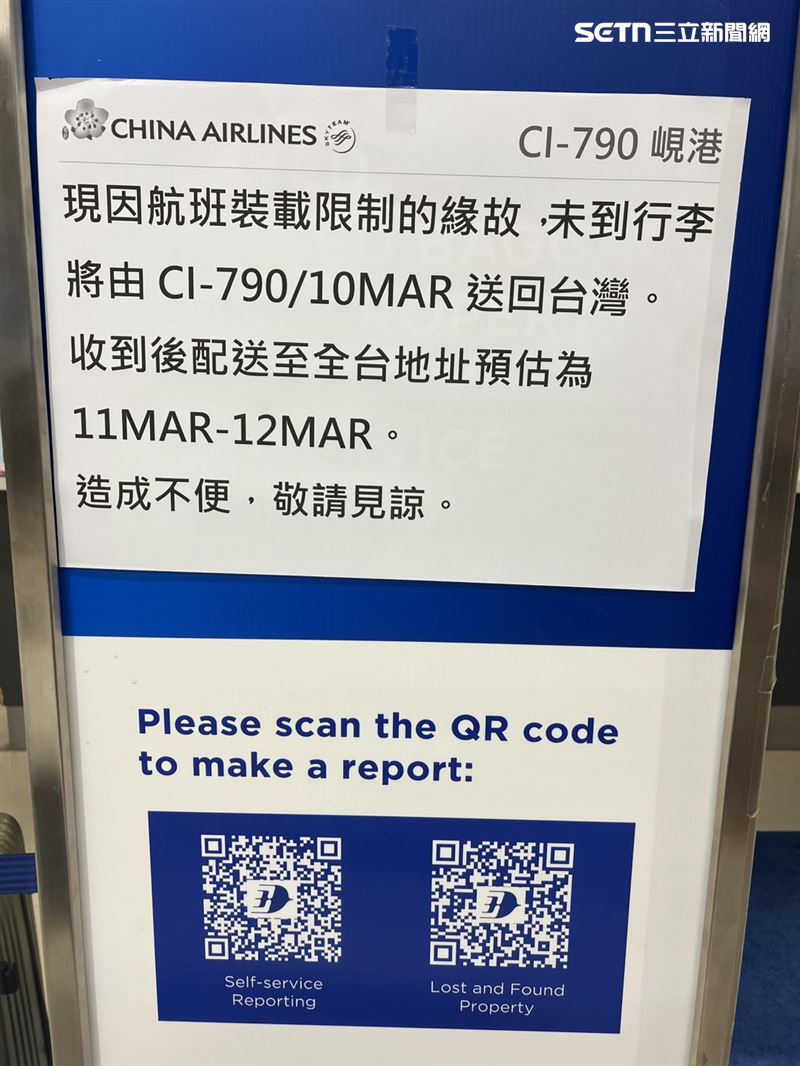 SETN三立新聞網
CHINA AIRLINES SKYTEAM CI-790 峴港
現因航班裝載限制的緣故，未到行李
將由 CI-790/10MAR 送回台灣。
收到後配送至全台地址預估為
11MAR-12MAR。
造成不便，敬請見諒。
Please scan the QR code
to make a report:
Self-service
Reporting
Lost and Found
Property